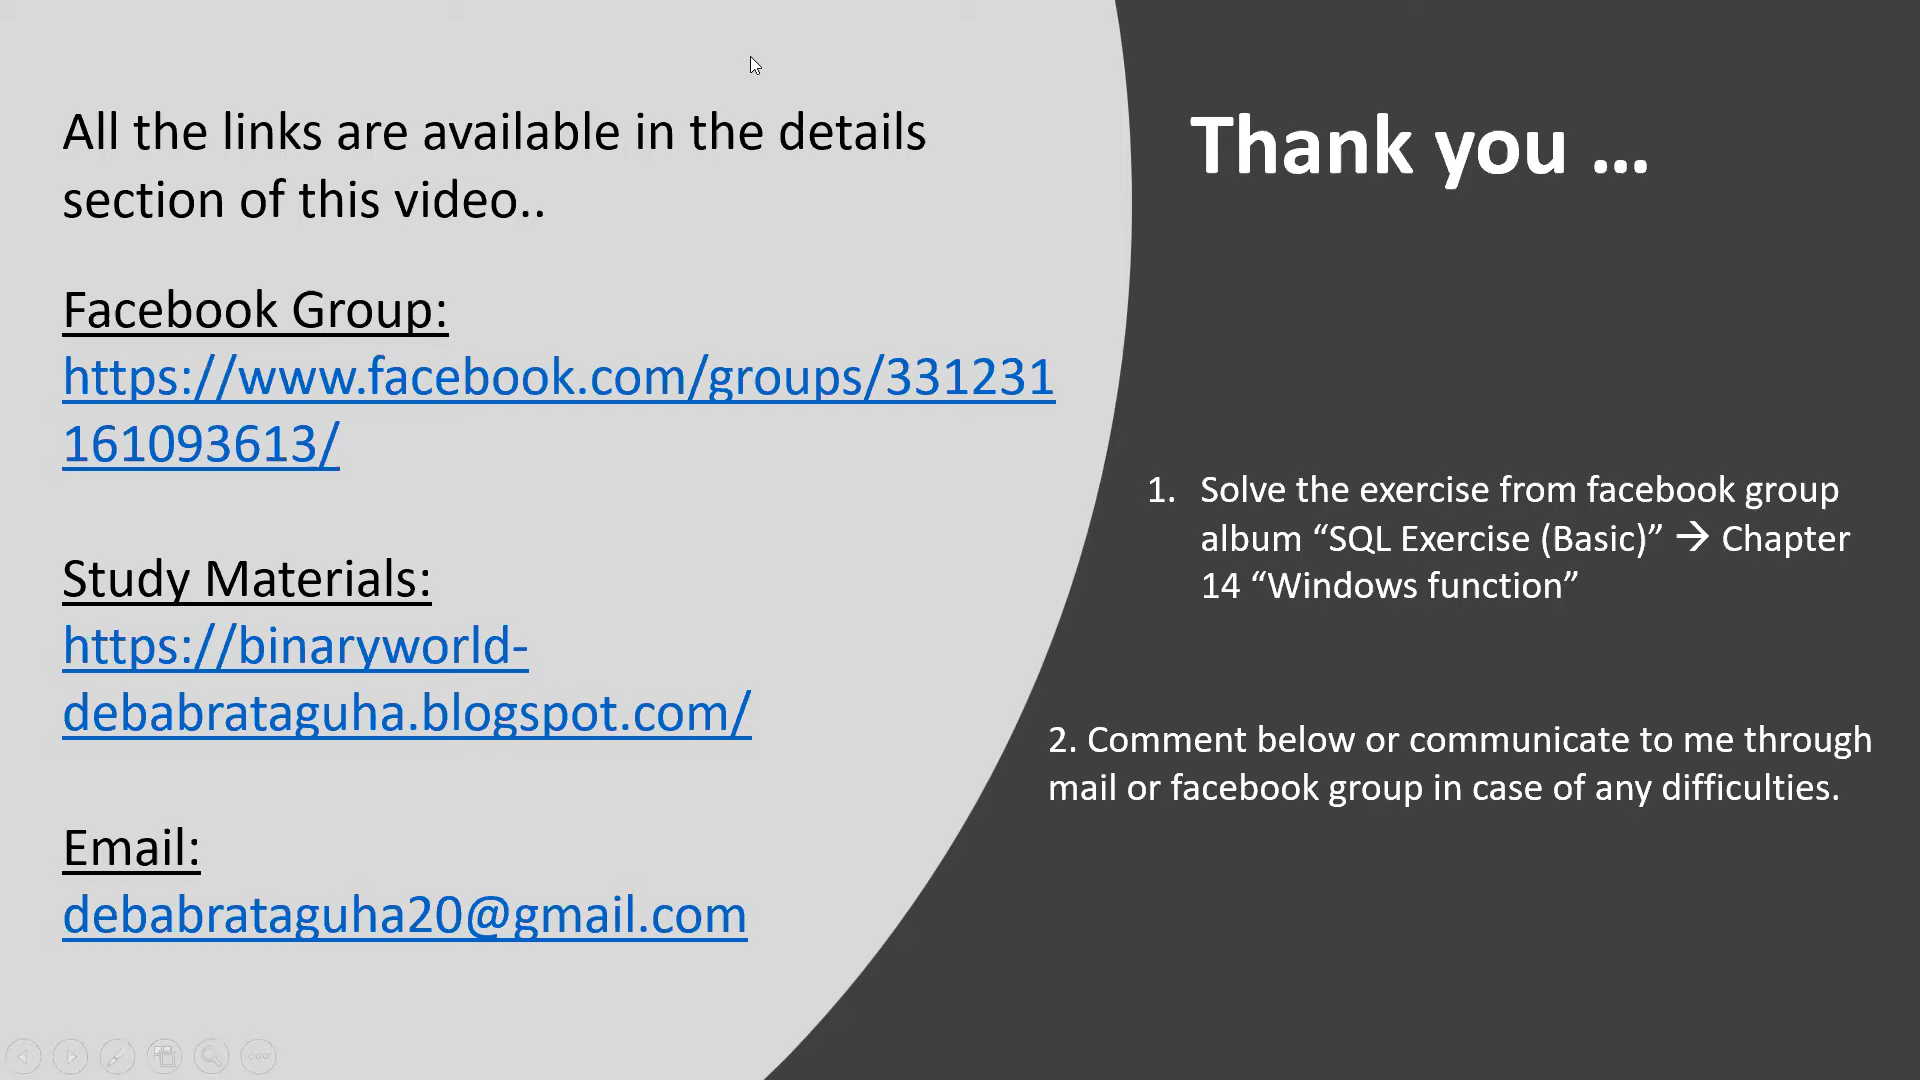 All the links are available in the details
section of this video..
Facebook Group:
https://www.facebook.com/groups/331231
161093613/
Study Materials:
https://binaryworld-
debabrataguha.blogspot.com/
Email:
debabrataguha20@gmail.com
Thank you ...
1. Solve the exercise from facebook group
album “SQL Exercise (Basic)” → Chapter
14 “Windows function”
2. Comment below or communicate to me through
mail or facebook group in case of any difficulties.